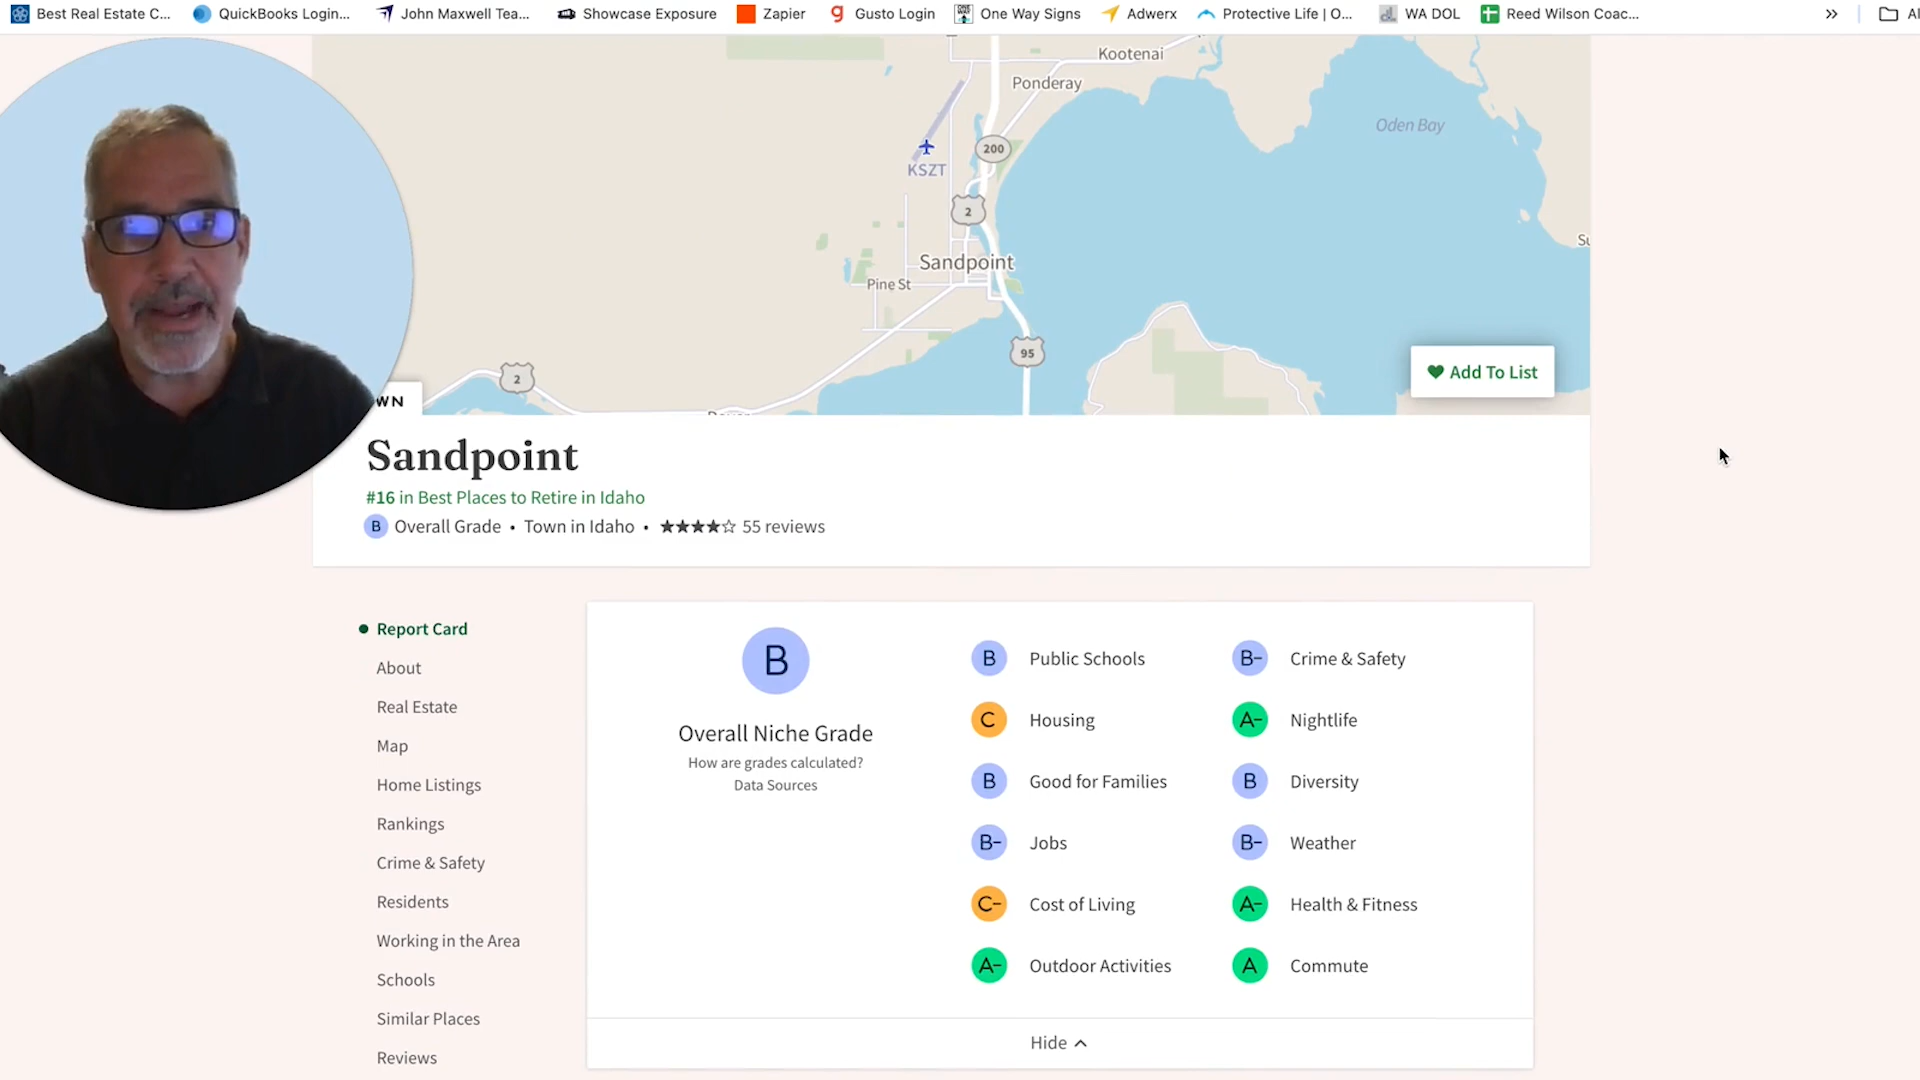 Best Real Estate C... QuickBooks Login... John Maxwell Tea... Showcase Exposure Zapier Gusto Login One Way Signs Adwerx Protective Life | O... WA DOL Reed Wilson Coac... »
Kootenai
Ponderay
Oden Bay
200
KSZT
2
Sandpoint
Pine St
95
2
Add To List
WN
Sandpoint
#16 in Best Places to Retire in Idaho
B Overall Grade • Town in Idaho • ★★★★☆ 55 reviews
Report Card
About
Real Estate
Map
Home Listings
Rankings
Crime & Safety
Residents
Working in the Area
Schools
Similar Places
Reviews
B
Overall Niche Grade
How are grades calculated?
Data Sources
B Public Schools B- Crime & Safety
C Housing A- Nightlife
B Good for Families B Diversity
B- Jobs B- Weather
C- Cost of Living A- Health & Fitness
A- Outdoor Activities A Commute
Hide